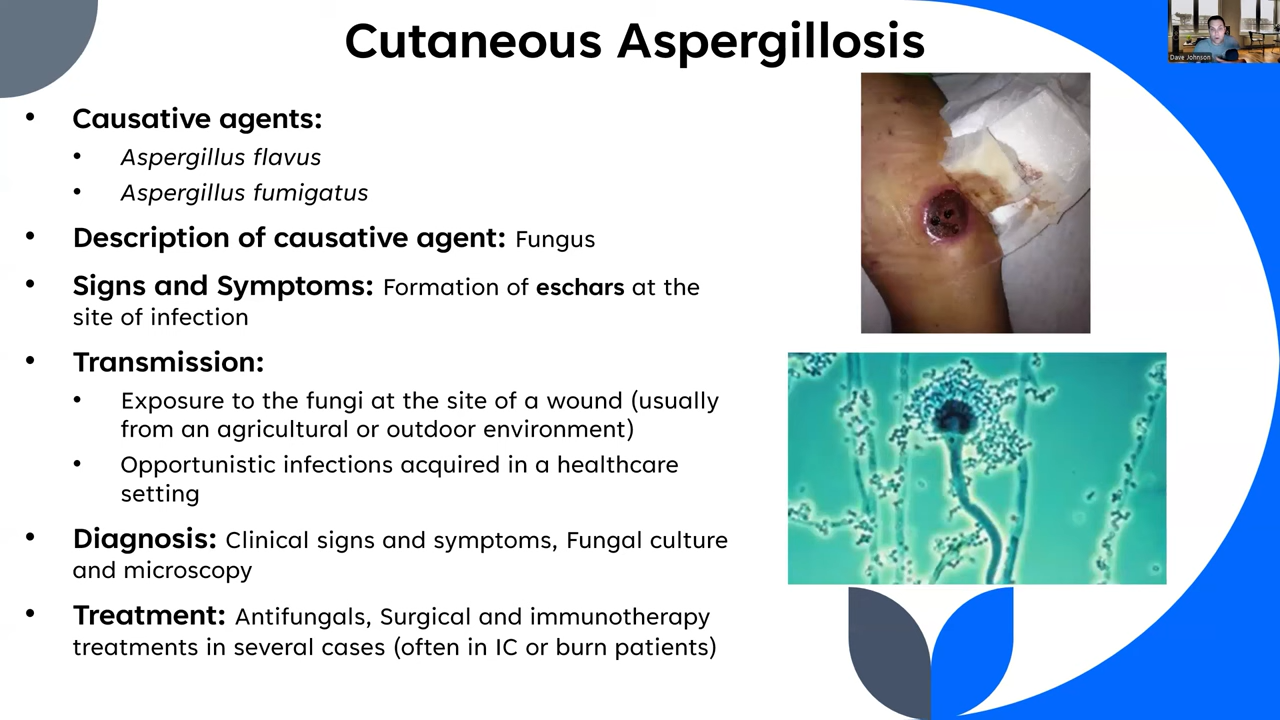 Cutaneous Aspergillosis
Dave Johnson
• Causative agents:
• Aspergillus flavus
• Aspergillus fumigatus
• Description of causative agent: Fungus
• Signs and Symptoms: Formation of eschars at the
site of infection
• Transmission:
• Exposure to the fungi at the site of a wound (usually
from an agricultural or outdoor environment)
• Opportunistic infections acquired in a healthcare
setting
• Diagnosis: Clinical signs and symptoms, Fungal culture
and microscopy
• Treatment: Antifungals, Surgical and immunotherapy
treatments in several cases (often in IC or burn patients)